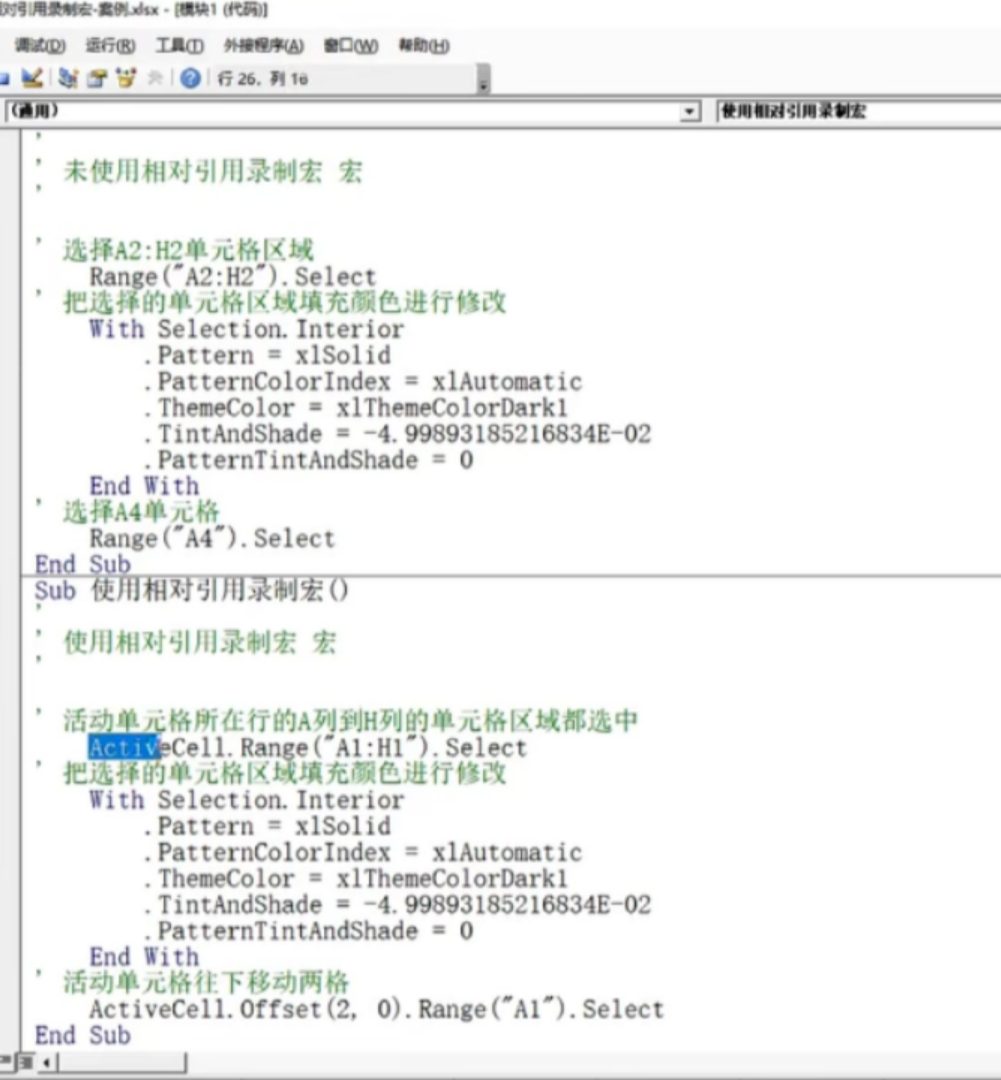 对引用录制宏-案例.xlsx - [模块1 (代码)]
调试(D) 运行(R) 工具(T) 外接程序(A) 窗口(W) 帮助(H)
行 26, 列 16
(通用) 使用相对引用录制宏
'
' 未使用相对引用录制宏 宏
'
' 选择A2:H2单元格区域
Range("A2:H2").Select
' 把选择的单元格区域填充颜色进行修改
With Selection.Interior
.Pattern = xlSolid
.PatternColorIndex = xlAutomatic
.ThemeColor = xlThemeColorDark1
.TintAndShade = -4.99893185216834E-02
.PatternTintAndShade = 0
End With
' 选择A4单元格
Range("A4").Select
End Sub
Sub 使用相对引用录制宏()
'
' 使用相对引用录制宏 宏
'
' 活动单元格所在行的A列到H列的单元格区域都选中
ActiveCell.Range("A1:H1").Select
' 把选择的单元格区域填充颜色进行修改
With Selection.Interior
.Pattern = xlSolid
.PatternColorIndex = xlAutomatic
.ThemeColor = xlThemeColorDark1
.TintAndShade = -4.99893185216834E-02
.PatternTintAndShade = 0
End With
' 活动单元格往下移动两格
ActiveCell.Offset(2, 0).Range("A1").Select
End Sub